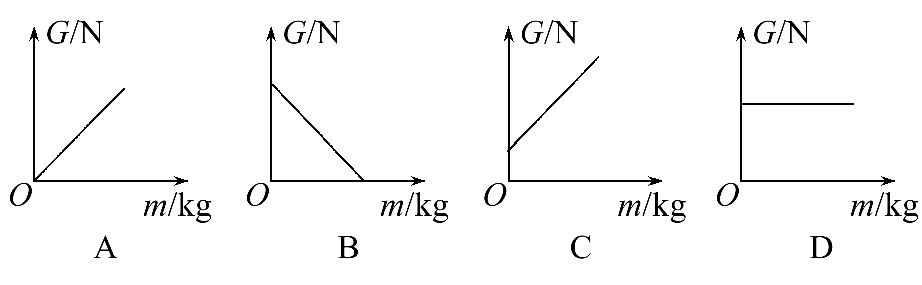 G/N G/N G/N G/N
O O O O
m/kg m/kg m/kg m/kg
A B C D